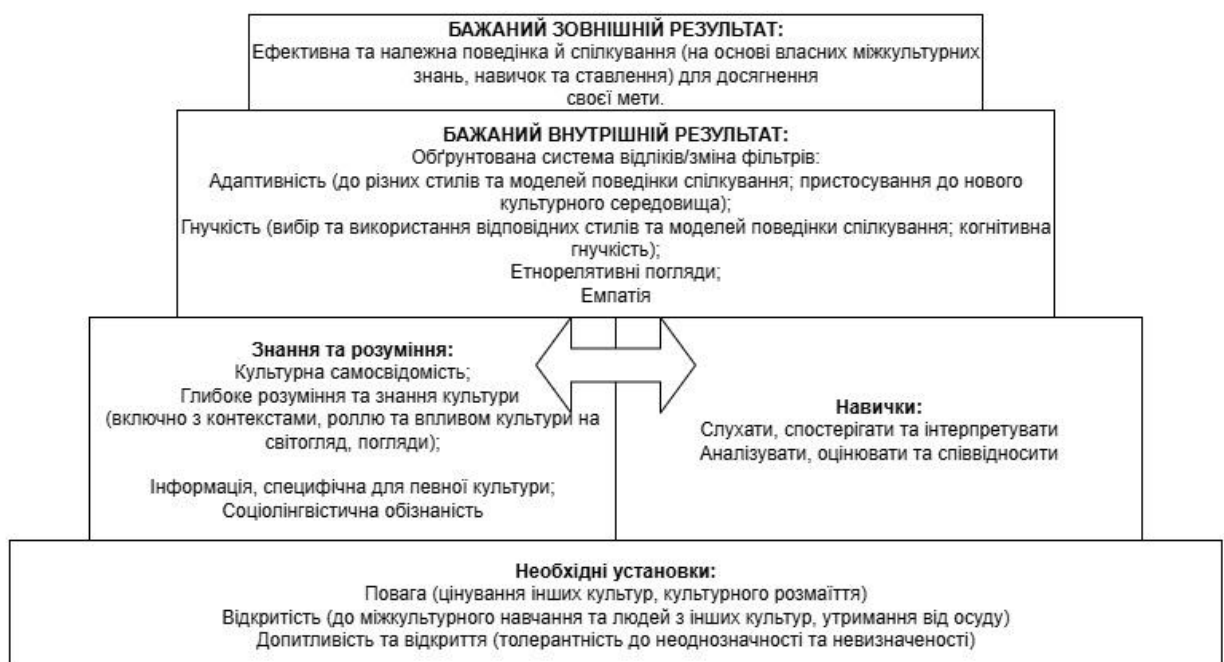 БАЖАНИЙ ЗОВНІШНІЙ РЕЗУЛЬТАТ:
Ефективна та належна поведінка й спілкування (на основі власних міжкультурних
знань, навичок та ставлення) для досягнення
своєї мети.
БАЖАНИЙ ВНУТРІШНІЙ РЕЗУЛЬТАТ:
Обґрунтована система відліків/зміна фільтрів:
Адаптивність (до різних стилів та моделей поведінки спілкування; пристосування до нового
культурного середовища);
Гнучкість (вибір та використання відповідних стилів та моделей поведінки спілкування; когнітивна
гнучкість);
Етнорелятивні погляди;
Емпатія
Знання та розуміння:
Культурна самосвідомість;
Глибоке розуміння та знання культури
(включно з контекстами, роллю та впливом культури на
світогляд, погляди);
Інформація, специфічна для певної культури;
Соціолінгвістична обізнаність
Навички:
Слухати, спостерігати та інтерпретувати
Аналізувати, оцінювати та співвідносити
Необхідні установки:
Повага (цінування інших культур, культурного розмаїття)
Відкритість (до міжкультурного навчання та людей з інших культур, утримання від осуду)
Допитливість та відкриття (толерантність до неоднозначності та невизначеності)